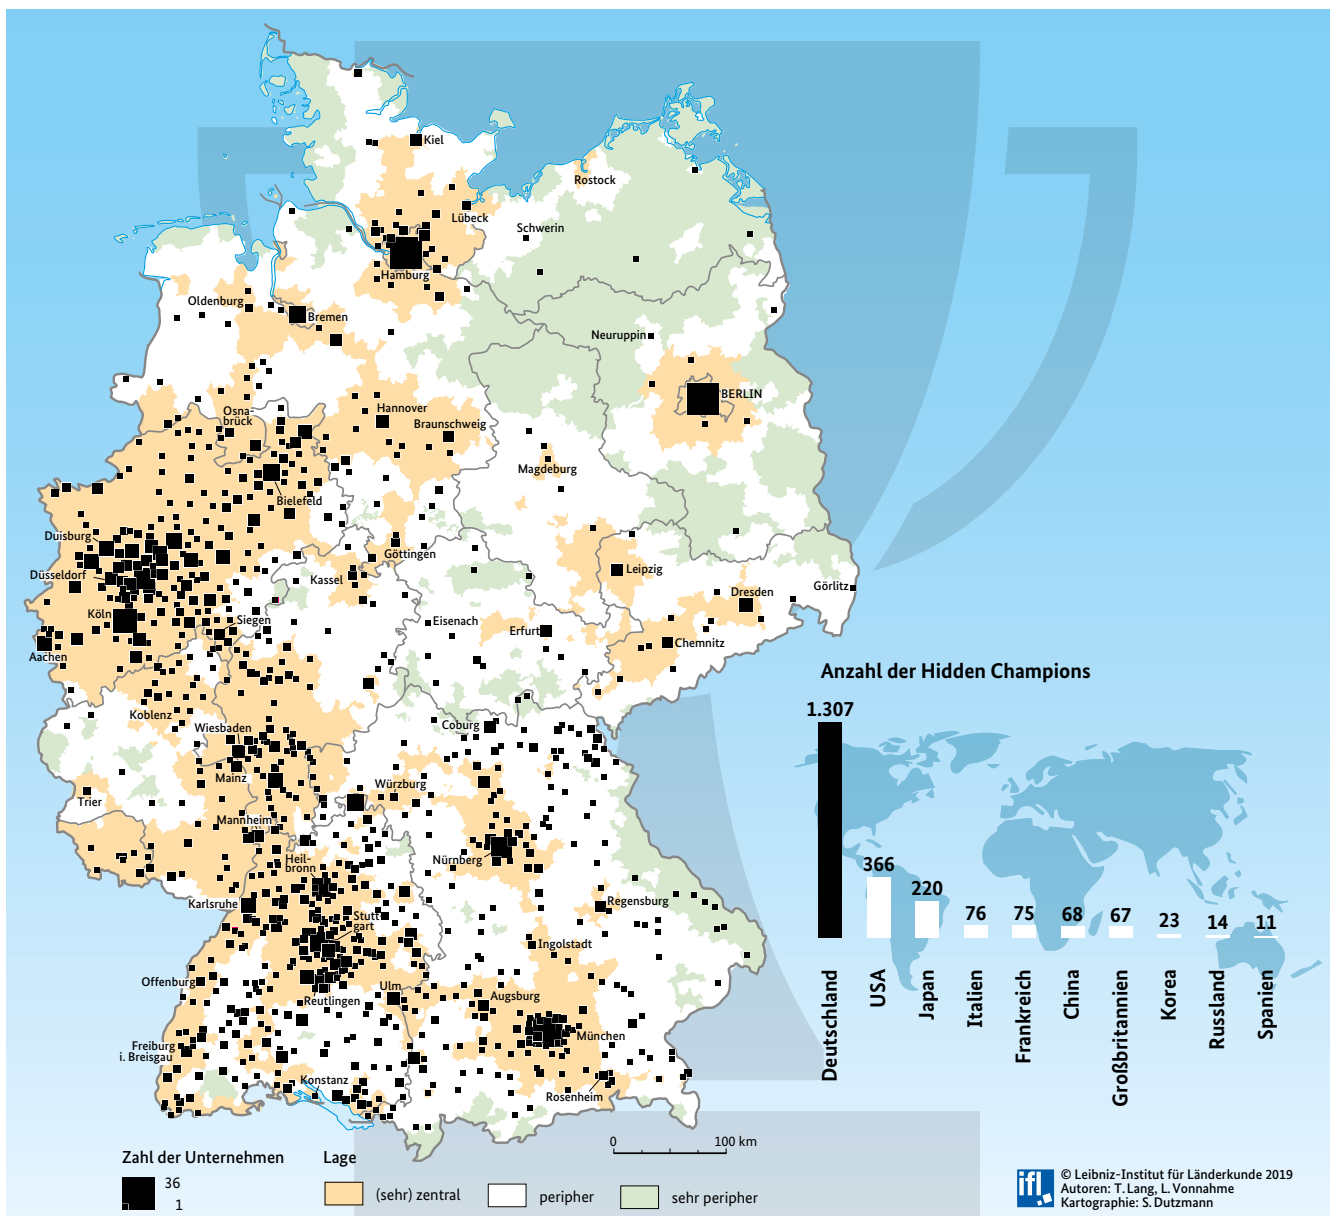 Kiel
Rostock
Lübeck
Schwerin
Hamburg
Oldenburg
Bremen
Neuruppin
BERLIN
Osna-
brück
Hannover
Braunschweig
Magdeburg
Bielefeld
Duisburg
Göttingen
Düsseldorf
Kassel
Leipzig
Görlitz
Dresden
Köln
Siegen
Eisenach
Erfurt
Chemnitz
Aachen
Koblenz
Coburg
Wiesbaden
Mainz
Würzburg
Trier
Mannheim
Heil-
bronn
Nürnberg
Karlsruhe
Regensburg
Stutt-
gart
Ingolstadt
Offenburg
Ulm
Reutlingen
Augsburg
München
Freiburg
i. Breisgau
Konstanz
Rosenheim
Anzahl der Hidden Champions
1.307
366
220
76
75
68
67
23
14
11
Deutschland
USA
Japan
Italien
Frankreich
China
Großbritannien
Korea
Russland
Spanien
0
100 km
Zahl der Unternehmen
36
1
Lage
(sehr) zentral
peripher
sehr peripher
ifl
© Leibniz-Institut für Länderkunde 2019
Autoren: T. Lang, L. Vonnahme
Kartographie: S. Dutzmann